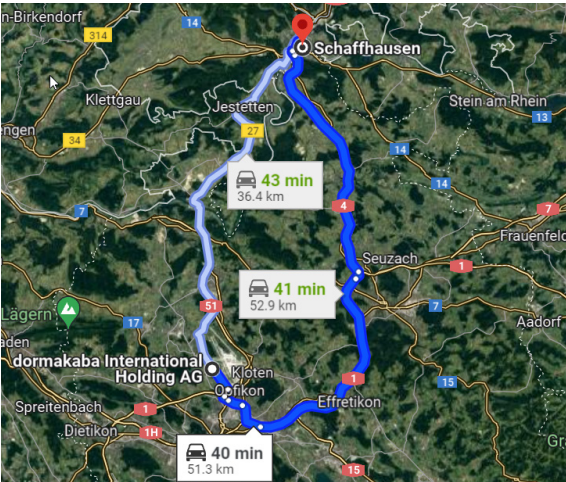 n-Birkendorf
14
314
Schaffhausen
Klettgau
Jestetten
Stein am Rhein
13
engen
34
27
14
43 min
36.4 km
14
7
4
7
Frauenfeld
Seuzach
1
41 min
52.9 km
7
51
Lägern
17
Aadorf
aden
dormakaba International
Holding AG
Kloten
Opfikon
1
15
Spreitenbach
1
Effretikon
Dietikon
1H
40 min
51.3 km
15
Gr